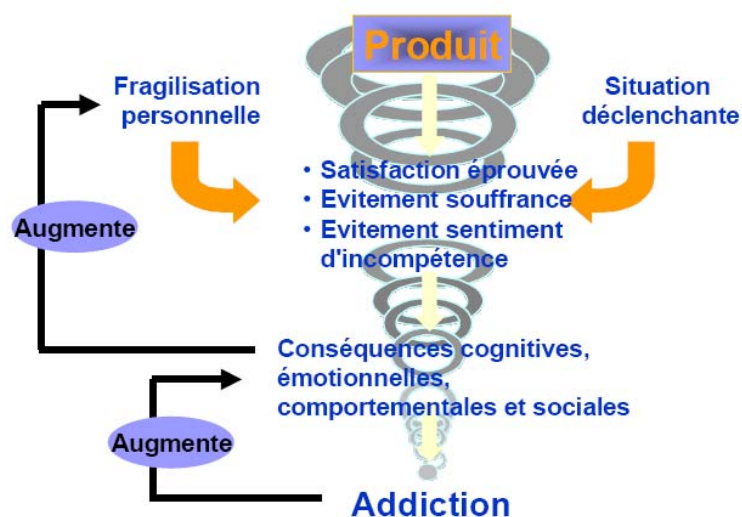 Produit
Fragilisation
personnelle
Situation
déclenchante
• Satisfaction éprouvée
• Evitement souffrance
• Evitement sentiment
d'incompétence
Augmente
Conséquences cognitives,
émotionnelles,
comportementales et sociales
Augmente
Addiction